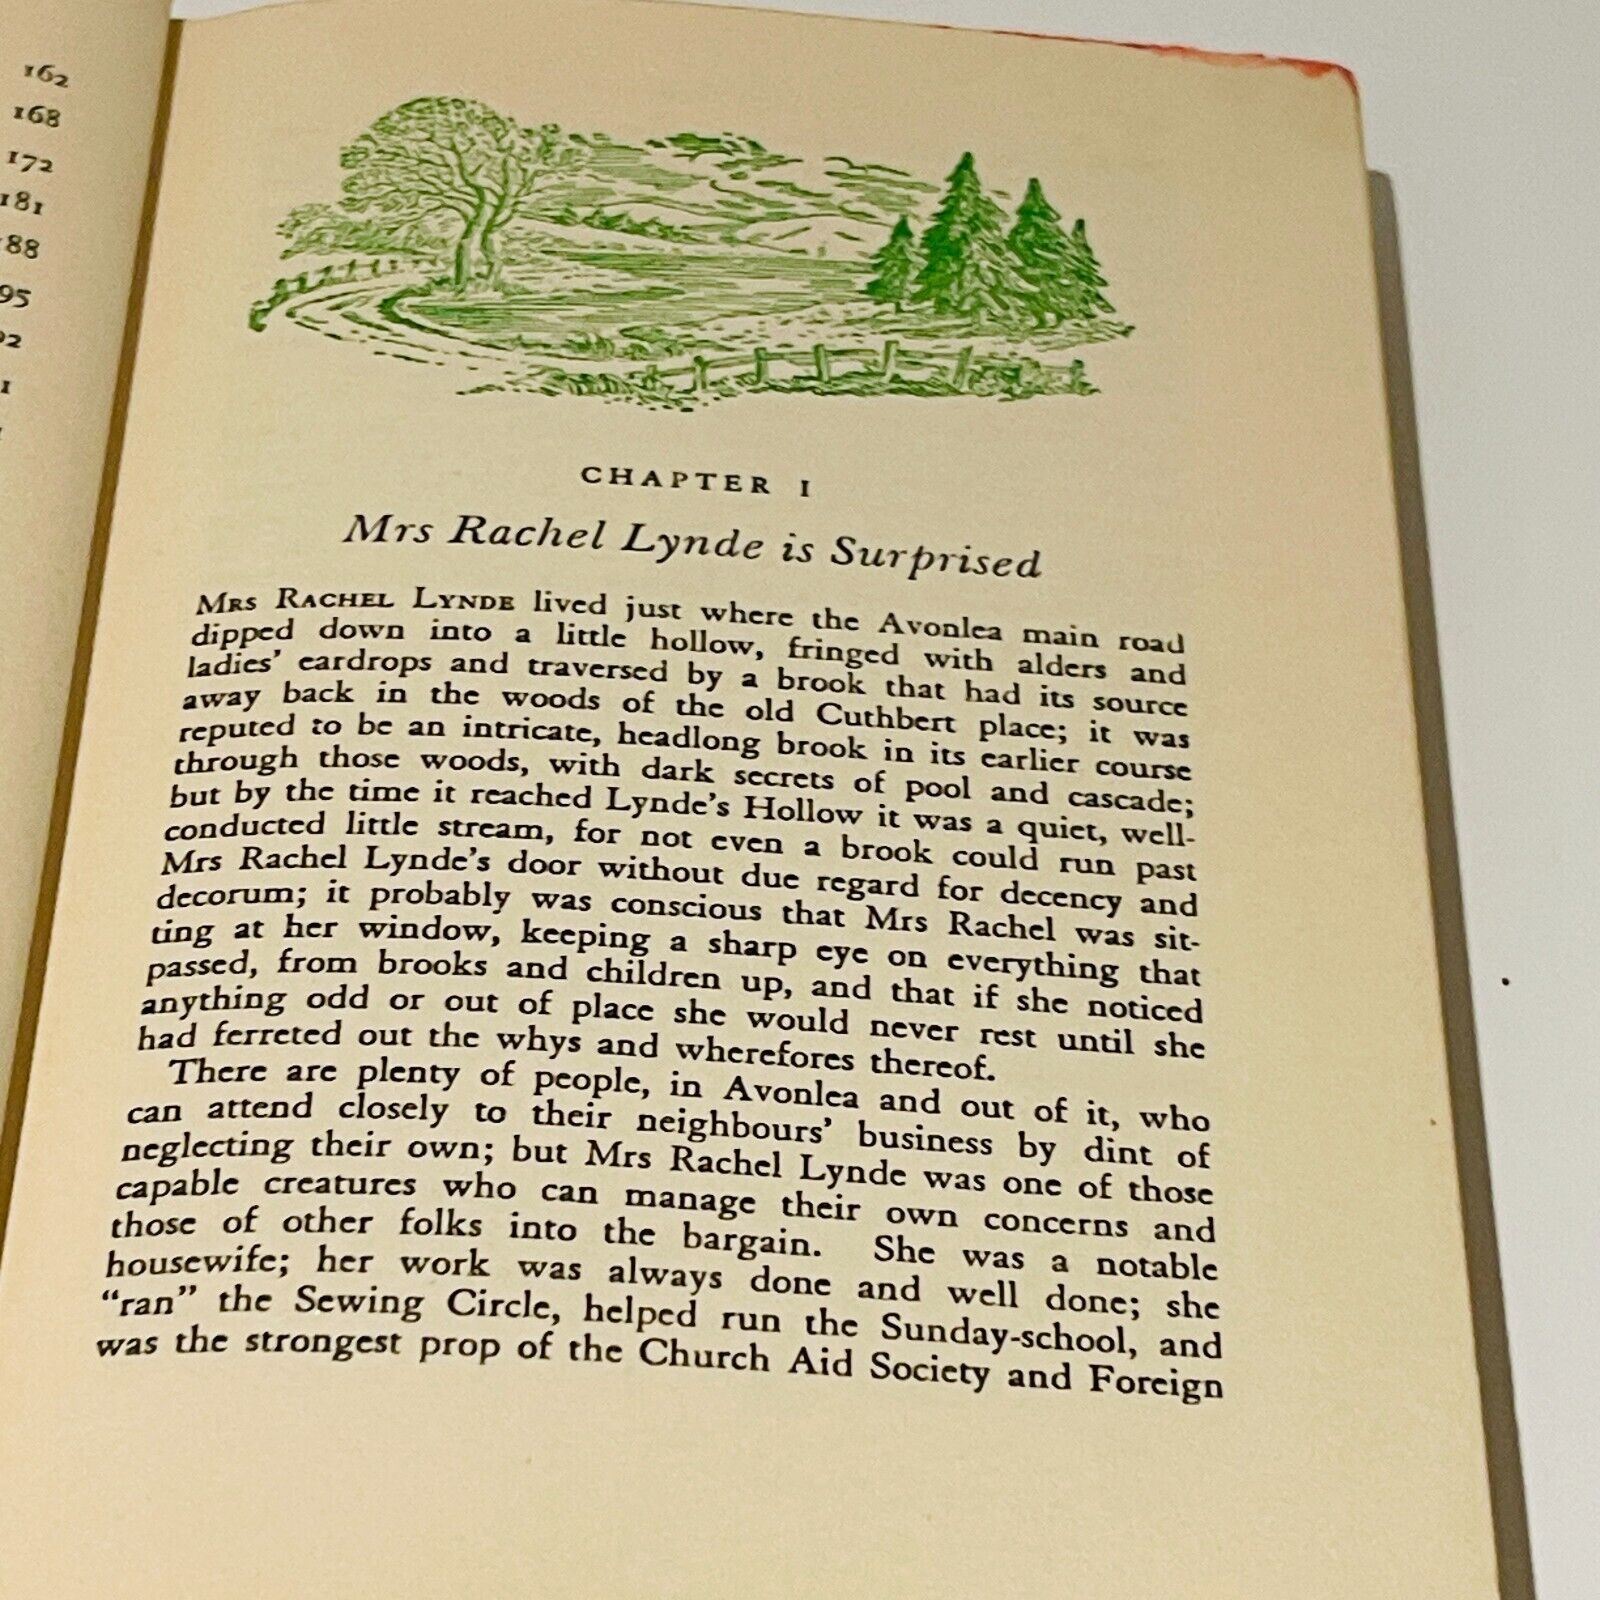 162
168
172
181
188
95
02
1
CHAPTER I
Mrs Rachel Lynde is Surprised
MRS RACHEL LYNDE lived just where the Avonlea main road
dipped down into a little hollow, fringed with alders and
ladies' eardrops and traversed by a brook that had its source
away back in the woods of the old Cuthbert place; it was
reputed to be an intricate, headlong brook in its earlier course
through those woods, with dark secrets of pool and cascade;
but by the time it reached Lynde's Hollow it was a quiet, well-
conducted little stream, for not even a brook could run past
Mrs Rachel Lynde's door without due regard for decency and
decorum; it probably was conscious that Mrs Rachel was sit-
ting at her window, keeping a sharp eye on everything that
passed, from brooks and children up, and that if she noticed
anything odd or out of place she would never rest until she
had ferreted out the whys and wherefores thereof.
There are plenty of people, in Avonlea and out of it, who
can attend closely to their neighbours' business by dint of
neglecting their own; but Mrs Rachel Lynde was one of those
capable creatures who can manage their own concerns and
those of other folks into the bargain. She was a notable
housewife; her work was always done and well done; she
"ran" the Sewing Circle, helped run the Sunday-school, and
was the strongest prop of the Church Aid Society and Foreign